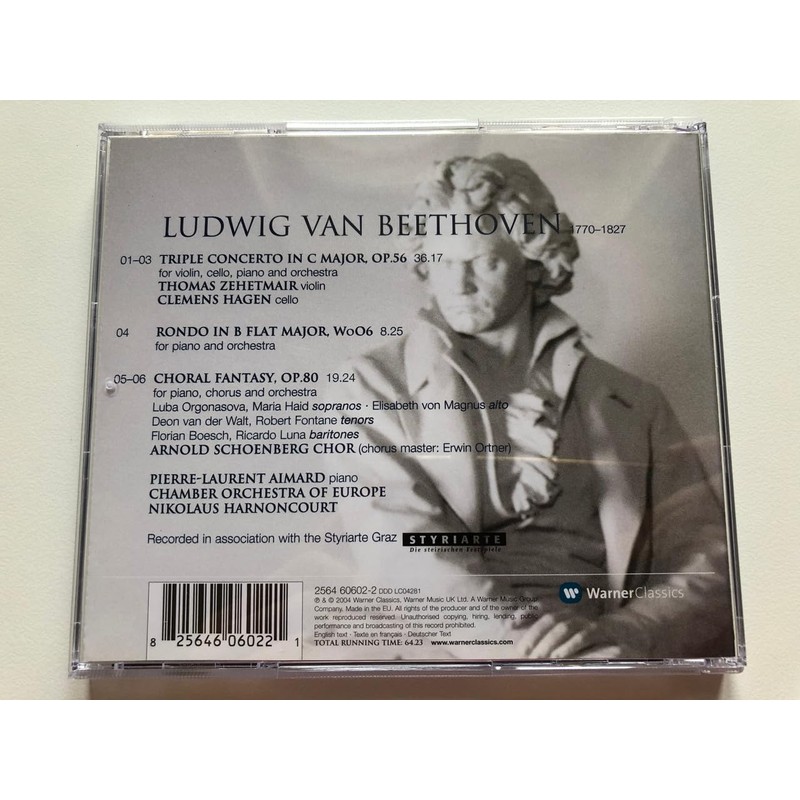 LUDWIG VAN BEETHOVEN 1770–1827
01–03 TRIPLE CONCERTO IN C MAJOR, OP.56 36.17
for violin, cello, piano and orchestra
THOMAS ZEHETMAIR violin
CLEMENS HAGEN cello
04 RONDO IN B FLAT MAJOR, WoO6 8.25
for piano and orchestra
05–06 CHORAL FANTASY, OP.80 19.24
for piano, chorus and orchestra
Luba Orgonasova, Maria Haid sopranos · Elisabeth von Magnus alto
Deon van der Walt, Robert Fontane tenors
Florian Boesch, Ricardo Luna baritones
ARNOLD SCHOENBERG CHOR (chorus master: Erwin Ortner)
PIERRE-LAURENT AIMARD piano
CHAMBER ORCHESTRA OF EUROPE
NIKOLAUS HARNONCOURT
Recorded in association with the Styriarte Graz STYRIARTE
Die steirischen Festspiele
2564 60602-2 DDD LC04281
℗ & © 2004 Warner Classics, Warner Music UK Ltd. A Warner Music Group
Company. Made in the EU. All rights of the producer and of the owner of the
work reproduced reserved. Unauthorised copying, hiring, lending, public
performance and broadcasting of this record prohibited.
English text · Texte en français · Deutscher Text
TOTAL RUNNING TIME: 64.23 www.warnerclassics.com
8 25646 06022 1
WarnerClassics